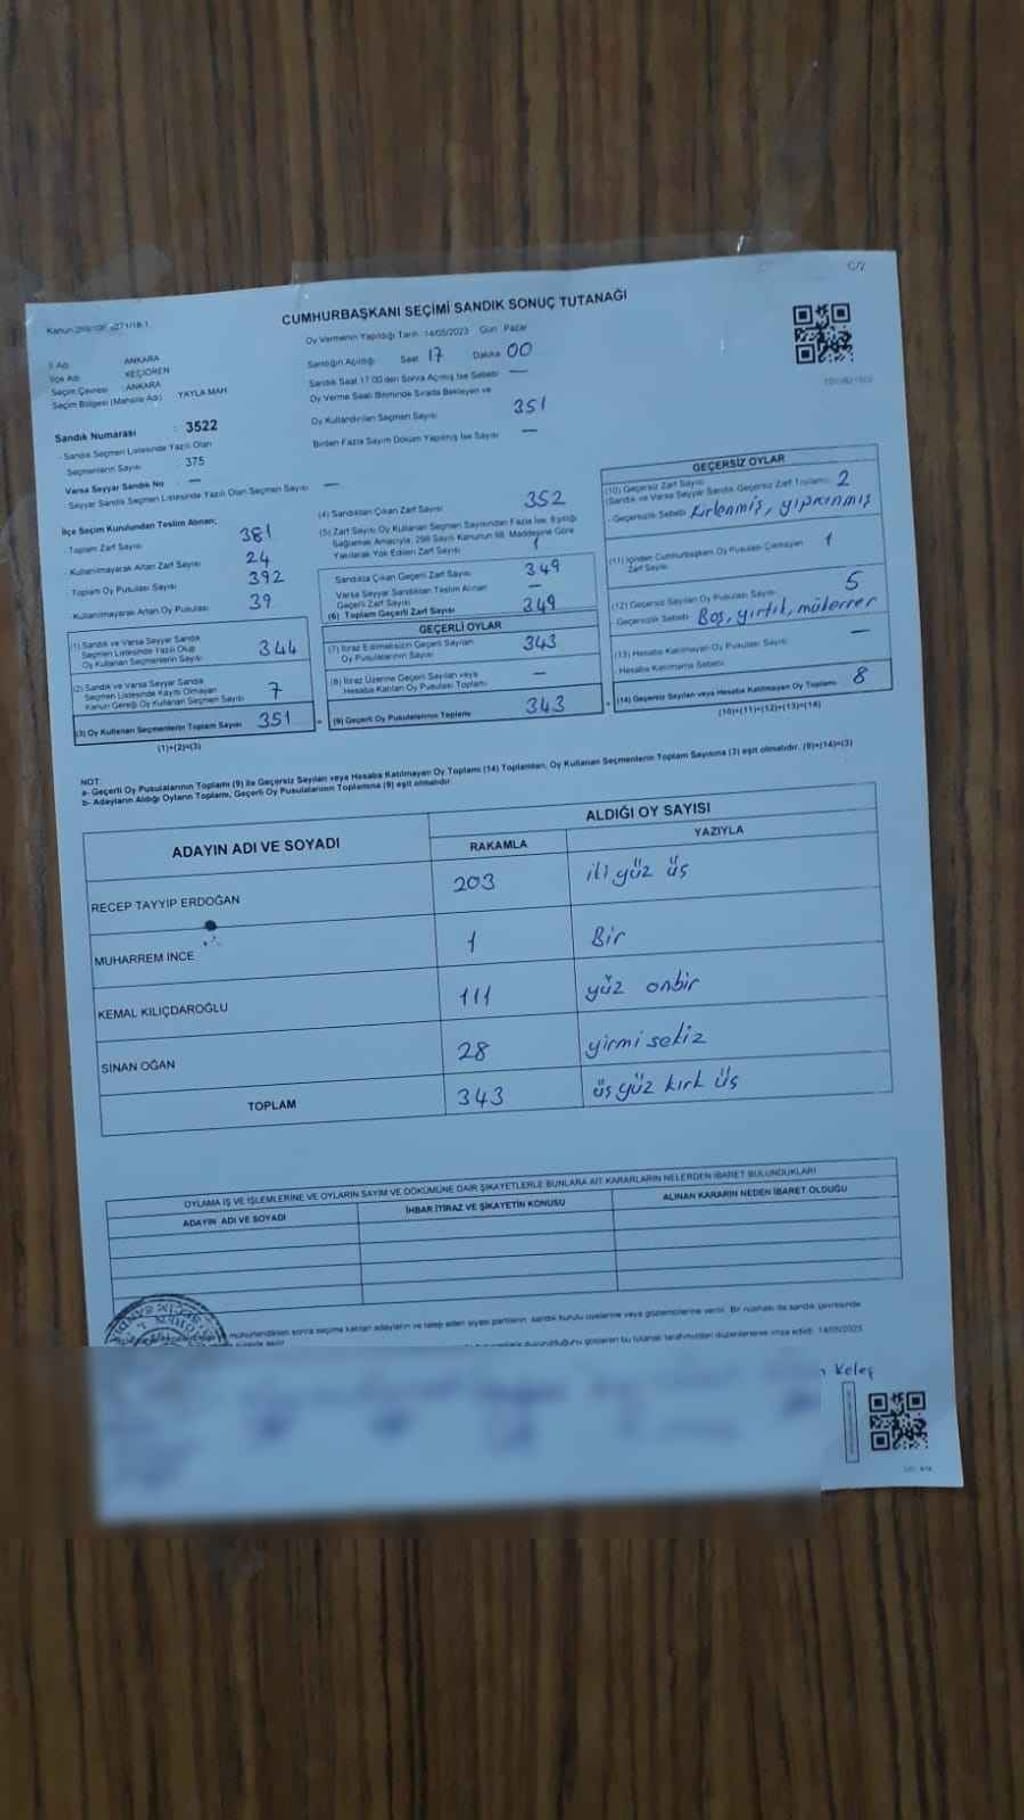 C/2
CUMHURBAŞKANI SEÇİMİ SANDIK SONUÇ TUTANAĞI
Oy Vermenin Yapıldığı Tarih : 14/05/2023 Gün : Pazar
İl Adı : ANKARA
İlçe Adı : KEÇİÖREN
Seçim Çevresi : ANKARA
Seçim Bölgesi (Mahalle Adı) : YAYLA MAH
Sandık Numarası : 3522
Sandık Seçmen Listesinde Yazılı Olan
Seçmenlerin Sayısı 375
Varsa Seyyar Sandık No —
Seyyar Sandık Seçmen Listesinde Yazılı Olan Seçmen Sayısı —
Sandığın Açıldığı Saat 17 Dakika 00
Sandık Saat 17.00'den Sonra Açılmış İse Sebebi —
Oy Verme Saati Bitiminde Sırada Bekleyen ve
Oy Kullandırılan Seçmen Sayısı 351
Birden Fazla Sayım Döküm Yapılmış İse Sayısı —
İlçe Seçim Kurulundan Teslim Alınan;
Toplam Zarf Sayısı 381
Kullanılmayarak Artan Zarf Sayısı 24
Toplam Oy Pusulası Sayısı 392
Kullanılmayarak Artan Oy Pusulası 39
(1) Sandık ve Varsa Seyyar Sandık
Seçmen Listesinde Yazılı Olup
Oy Kullanan Seçmenlerin Sayısı 344
(2) Sandık ve Varsa Seyyar Sandık
Seçmen Listesinde Kaydı Olmayan
Kanun Gereği Oy Kullanan Seçmen Sayısı 7
(3) Oy Kullanan Seçmenlerin Toplam Sayısı 351
(1)+(2)=(3)
(4) Sandıktan Çıkan Zarf Sayısı 352
(5) Zarf Sayısı Oy Kullanan Seçmen Sayısından Fazla İse, Eşitliği
Sağlamak Amacıyla, 298 Sayılı Kanunun 98. Maddesine Göre
Yakılarak Yok Edilen Zarf Sayısı 1
Sandıkta Çıkan Geçerli Zarf Sayısı 349
Varsa Seyyar Sandıktan Teslim Alınan
Geçerli Zarf Sayısı —
(6) Toplam Geçerli Zarf Sayısı 349
GEÇERLİ OYLAR
(7) İtiraz Edilmeksizin Geçerli Sayılan
Oy Pusulalarının Sayısı 343
(8) İtiraz Üzerine Geçerli Sayılan veya
Hesaba Katılan Oy Pusulası Toplamı —
(9) Geçerli Oy Pusulalarının Toplamı 343
GEÇERSİZ OYLAR
(10) Geçersiz Zarf Sayısı
(Sandık ve Varsa Seyyar Sandık Geçersiz Zarf Toplamı) 2
Geçersizlik Sebebi Kirlenmiş, yıpranmış
(11) İçinden Cumhurbaşkanı Oy Pusulası Çıkmayan
Zarf Sayısı 1
(12) Geçersiz Sayılan Oy Pusulası Sayısı 5
Geçersizlik Sebebi Boş, yırtık, mükerrer
(13) Hesaba Katılmayan Oy Pusulası Sayısı —
Hesaba Katılmama Sebebi
(14) Geçersiz Sayılan veya Hesaba Katılmayan Oy Toplamı 8
(10)+(11)+(12)+(13)=(14)
NOT:
a- Geçerli Oy Pusulalarının Toplamı (9) ile Geçersiz Sayılan veya Hesaba Katılmayan Oy Toplamı (14) Toplamları, Oy Kullanan Seçmenlerin Toplam Sayısına (3) eşit olmalıdır. (9)+(14)=(3)
b- Adayların Aldığı Oyların Toplamı, Geçerli Oy Pusulalarının Toplamına (9) eşit olmalıdır.
ADAYIN ADI VE SOYADI
ALDIĞI OY SAYISI
RAKAMLA YAZIYLA
RECEP TAYYİP ERDOĞAN 203 iki yüz üç
MUHARREM İNCE 1 Bir
KEMAL KILIÇDAROĞLU 111 yüz onbir
SİNAN OĞAN 28 yirmi sekiz
TOPLAM 343 üç yüz kırk üç
OYLAMA İŞ VE İŞLEMLERİNE VE OYLARIN SAYIM VE DÖKÜMÜNE DAİR ŞİKAYETLERLE BUNLARA AİT KARARLARIN NELERDEN İBARET BULUNDUKLARI
ADAYIN ADI VE SOYADI İHBAR İTİRAZ VE ŞİKAYETİN KONUSU ALINAN KARARIN NEDEN İBARET OLDUĞU
mühürlendikten sonra seçime katılan adayların ve talep eden siyasi partilerin sandık kurulu üyelerine veya gözlemcilerine verilir. Bir nüshası da sandık çevresinde
Keleş